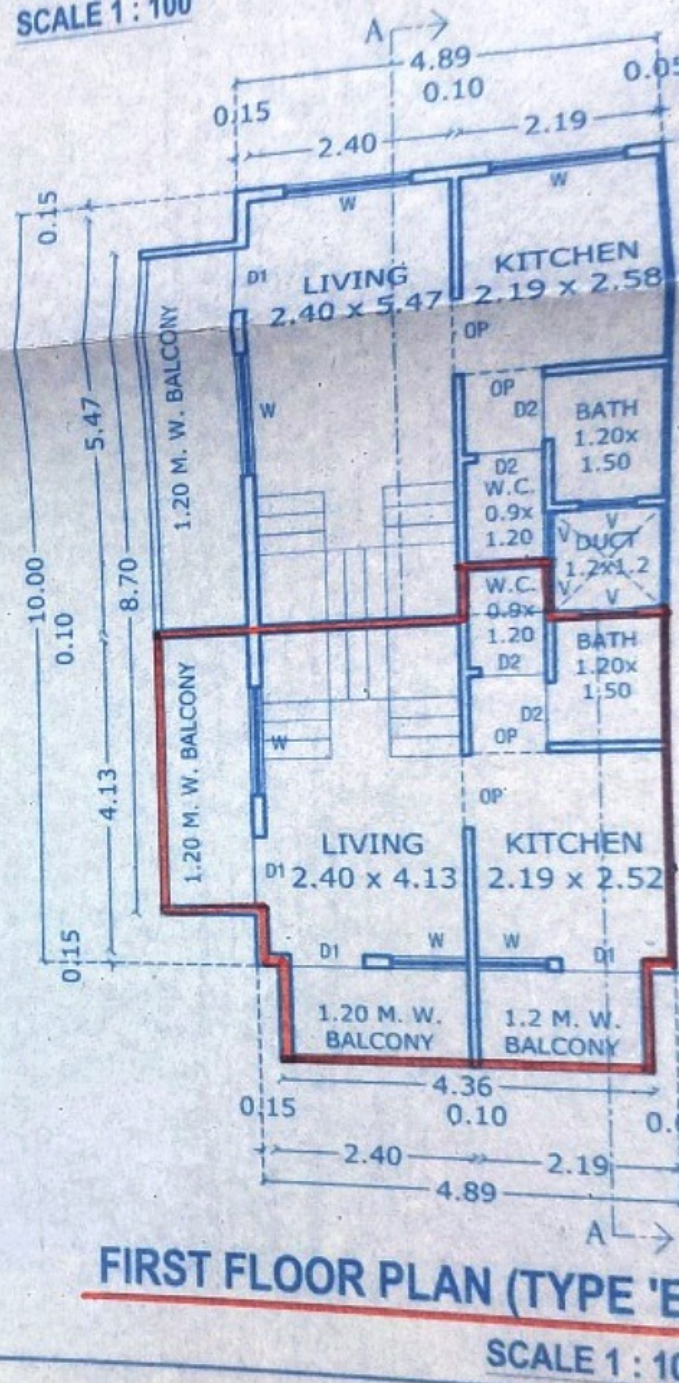 SCALE 1 : 100
A
4.89
0.05
0.15
0.10
2.40
2.19
0.15
W
W
D1
LIVING
2.40 x 5.47
KITCHEN
2.19 x 2.58
OP
1.20 M. W. BALCONY
W
OP
D2
BATH
1.20x
1.50
5.47
D2
W.C.
0.9x
1.20
V
V
DUCT
1.2x1.2
V
V
10.00
0.10
8.70
W.C.
0.9x
1.20
D2
BATH
1.20x
1.50
1.20 M. W. BALCONY
W
D2
OP
4.13
OP
LIVING
2.40 x 4.13
KITCHEN
2.19 x 2.52
D1
0.15
D1
W
W
D1
1.20 M. W.
BALCONY
1.2 M. W.
BALCONY
4.36
0.15
0.10
2.40
2.19
4.89
A
FIRST FLOOR PLAN (TYPE 'E
SCALE 1 : 10